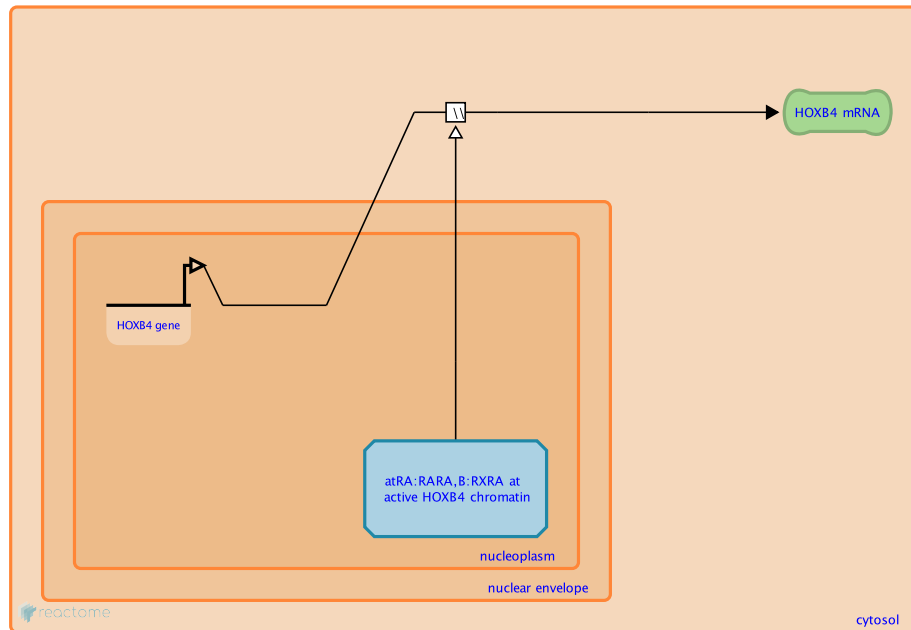 HOXB4 mRNA
HOXB4 gene
atRA:RARA,B:RXRA at
active HOXB4 chromatin
nucleoplasm
nuclear envelope
reactome
cytosol